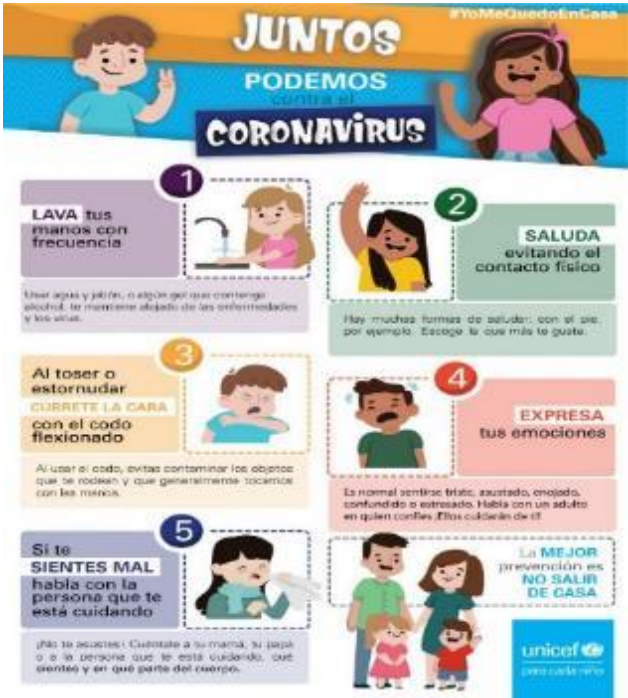 #YoMeQuedoEnCasa
JUNTOS
PODEMOS
contra el
CORONAVIRUS
1
LAVA tus
manos con
frecuencia
Usar agua y jabón, o algún gel que contenga
alcohol, te mantiene alejado de las enfermedades
y los virus.
2
SALUDA
evitando el
contacto físico
Hay muchas formas de saludar: con el pie,
por ejemplo. Escoge la que más te guste.
3
Al toser o
estornudar
CÚBRETE LA CARA
con el codo
flexionado
Al usar el codo, evitas contaminar los objetos
que te rodean y que generalmente tocamos
con las manos.
4
EXPRESA
tus emociones
Es normal sentirse triste, asustado, enojado,
confundido o estresado. Habla con un adulto
en quien confíes ¡Ellos cuidarán de ti!
5
Si te
SIENTES MAL
habla con la
persona que te
está cuidando
¡No te asustes! Cuéntale a tu mamá, tu papá
o a la persona que te está cuidando, qué
sientes y en qué parte del cuerpo.
La MEJOR
prevención es
NO SALIR
DE CASA
unicef
para cada niño